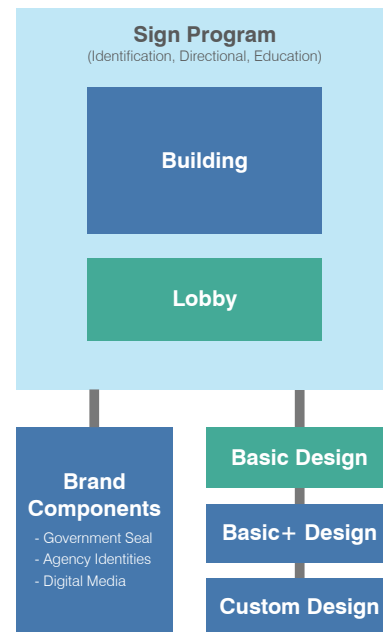 Sign Program
(Identification, Directional, Education)
Building
Lobby
Brand
Components
- Government Seal
- Agency Identities
- Digital Media
Basic Design
Basic+ Design
Custom Design